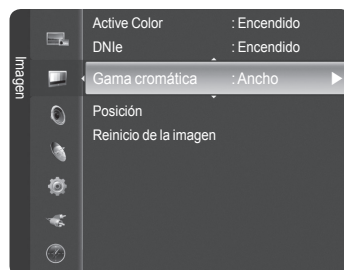 Imagen
Active Color : Encendido
DNIe : Encendido
Gama cromática : Ancho
Posición
Reinicio de la imagen